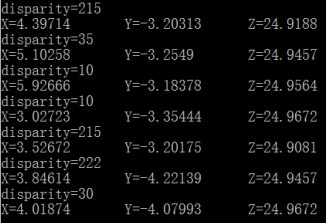 disparity=215
X=4.39714 Y=-3.20313 Z=24.9188
disparity=35
X=5.10258 Y=-3.2549 Z=24.9457
disparity=10
X=5.92666 Y=-3.18378 Z=24.9564
disparity=10
X=3.02723 Y=-3.35444 Z=24.9672
disparity=215
X=3.52672 Y=-3.20175 Z=24.9081
disparity=222
X=3.84614 Y=-4.22139 Z=24.9457
disparity=30
X=4.01874 Y=-4.07993 Z=24.9672